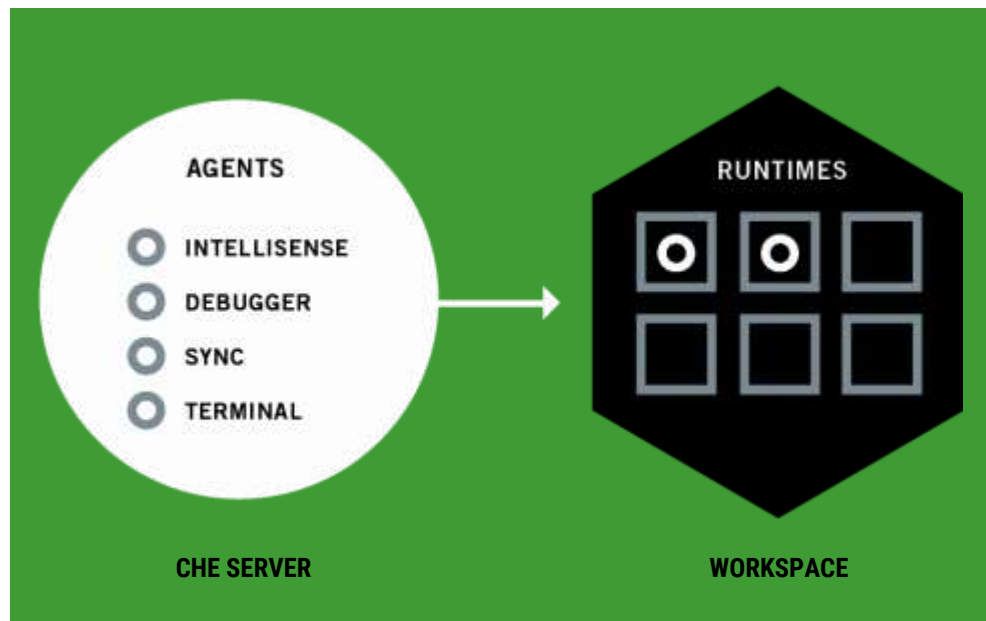 AGENTS
INTELLISENSE
DEBUGGER
SYNC
TERMINAL
CHE SERVER
RUNTIMES
WORKSPACE